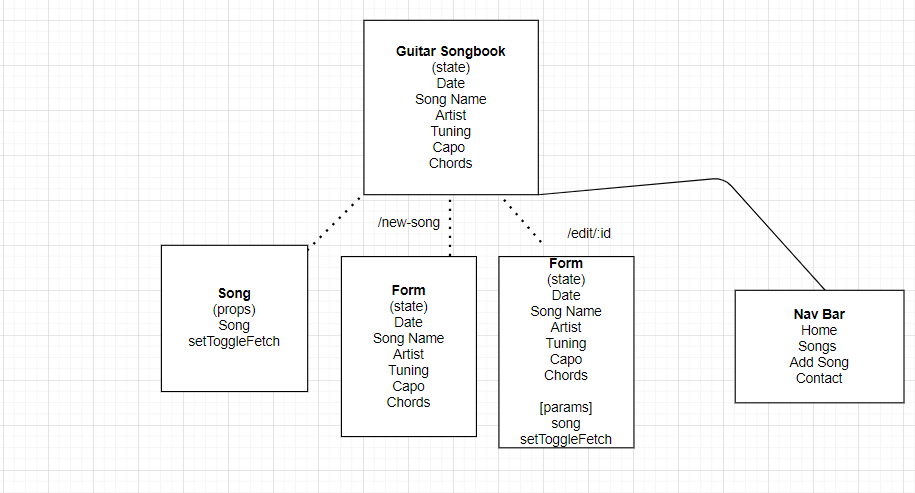 Guitar Songbook
(state)
Date
Song Name
Artist
Tuning
Capo
Chords
/new-song
/edit/:id
Song
(props)
Song
setToggleFetch
Form
(state)
Date
Song Name
Artist
Tuning
Capo
Chords
Form
(state)
Date
Song Name
Artist
Tuning
Capo
Chords
[params]
song
setToggleFetch
Nav Bar
Home
Songs
Add Song
Contact